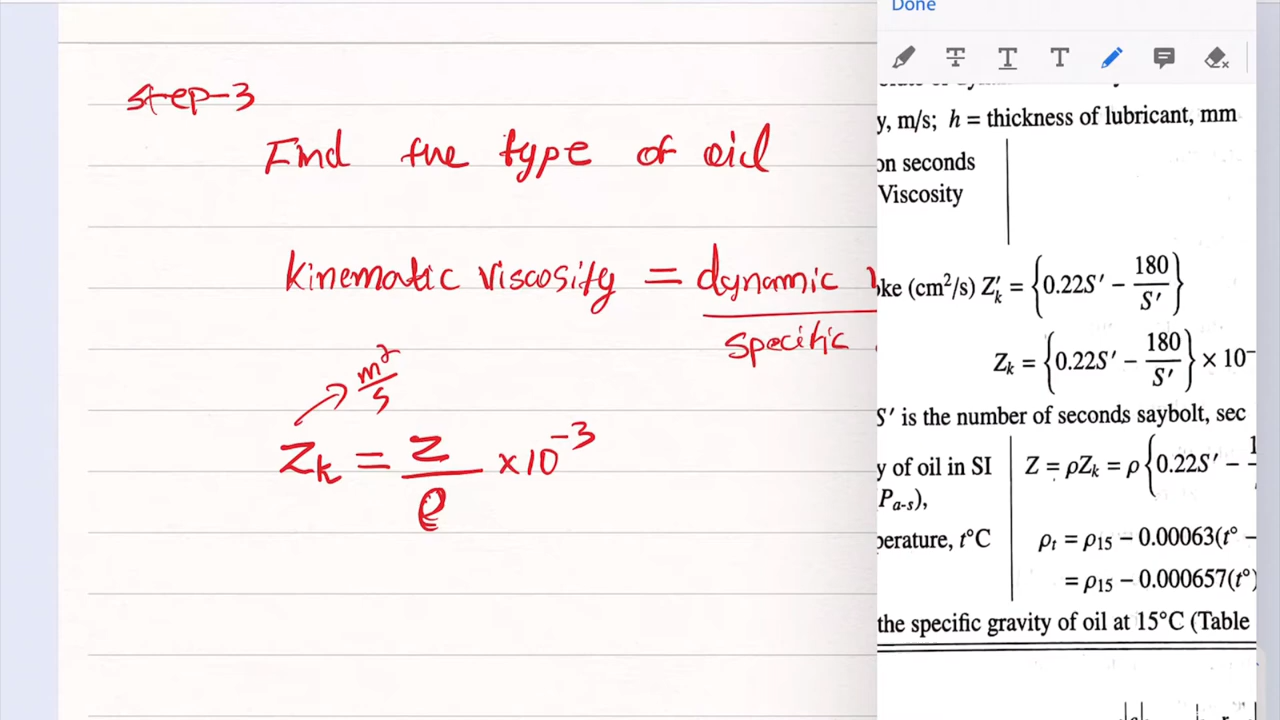 Done
step-3
Find the type of oil
kinematic viscosity = dynamic
specific
m²/s
Zk = Z/ρ ×10⁻³
T T T
y, m/s; h = thickness of lubricant, mm
on seconds
Viscosity
ke (cm²/s) Z′k = {0.22S′ − 180/S′}
Zk = {0.22S′ − 180/S′} × 10⁻
S′ is the number of seconds saybolt, sec
y of oil in SI
Z = ρZk = ρ{0.22S′ −
Pa-s),
perature, t°C
ρt = ρ15 − 0.00063(t° −
= ρ15 − 0.000657(t°)
the specific gravity of oil at 15°C (Table